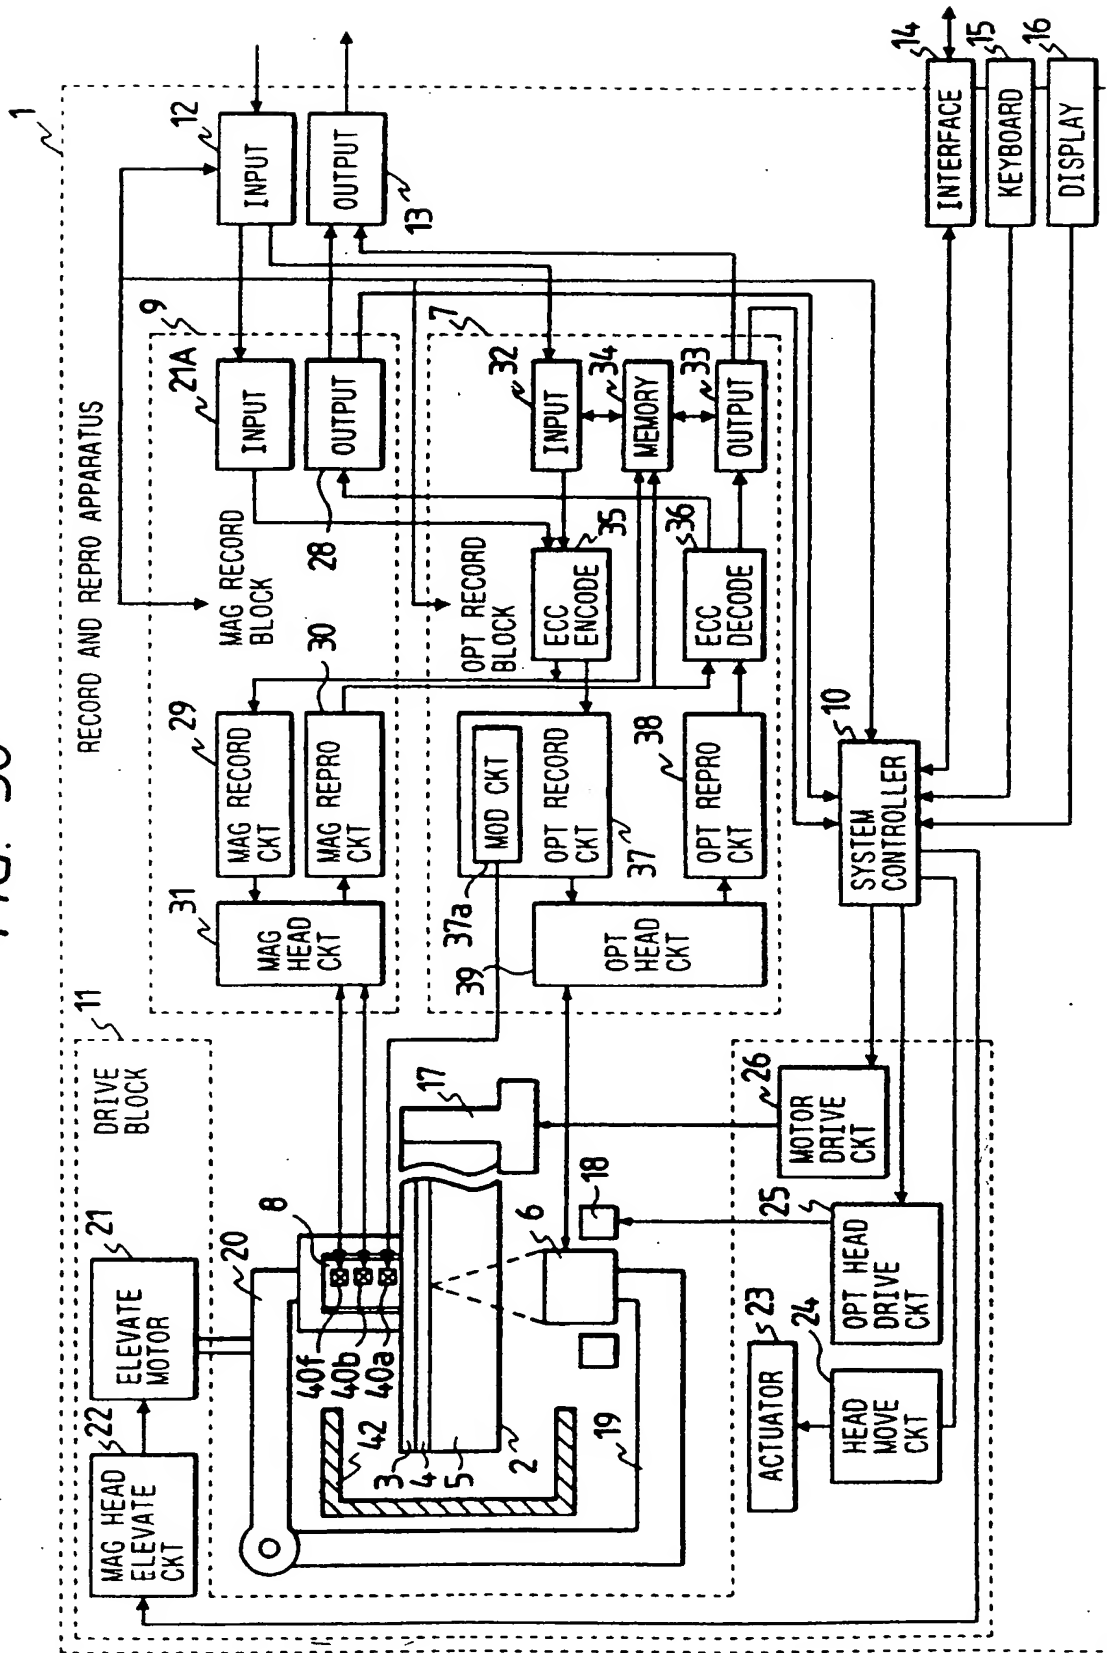 1
RECORD AND REPRO APPARATUS
11
DRIVE
BLOCK
22
MAG HEAD
ELEVATE
CKT
21
ELEVATE
MOTOR
20
8
40f
40b
40a
42
3
4
5
2
17
6
18
19
23
ACTUATOR
24
HEAD
MOVE
CKT
25
OPT HEAD
DRIVE
CKT
26
MOTOR
DRIVE
CKT
9
MAG RECORD
BLOCK
31
MAG
HEAD
CKT
29
MAG RECORD
CKT
30
MAG REPRO
CKT
21A
INPUT
OUTPUT
28
12
INPUT
OUTPUT
13
7
OPT RECORD
BLOCK
39
OPT
HEAD
CKT
37a
MOD CKT
OPT RECORD
CKT
37
38
OPT REPRO
CKT
ECC
ENCODE
35
36
ECC
DECODE
32
INPUT
34
MEMORY
33
OUTPUT
10
SYSTEM
CONTROLLER
14
INTERFACE
15
KEYBOARD
16
DISPLAY